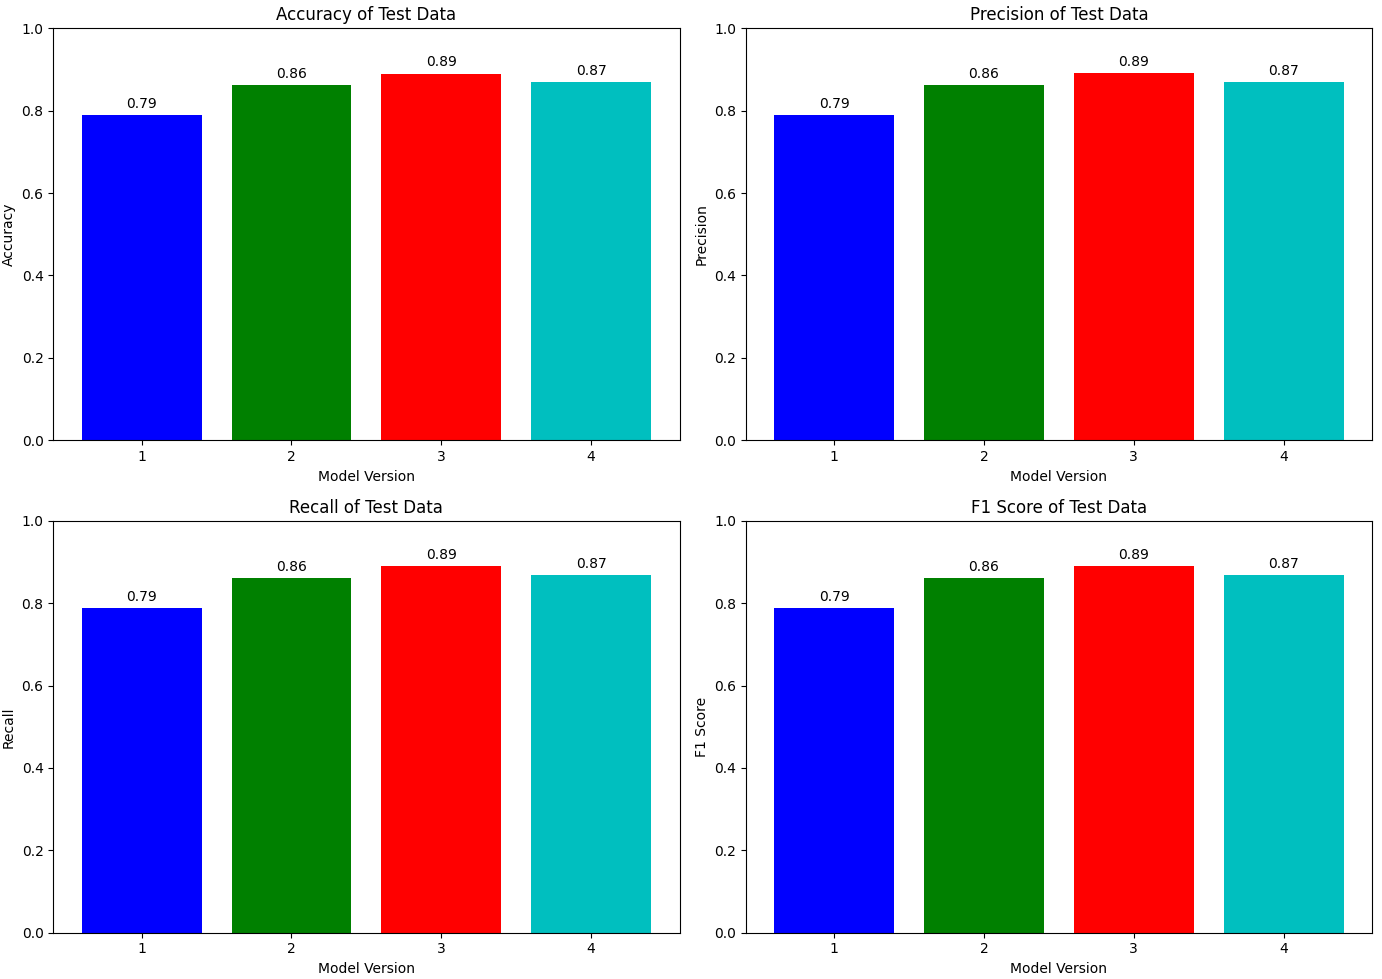 Accuracy of Test Data
1.0
0.8
0.6
0.4
0.2
0.0
Accuracy
0.79
0.86
0.89
0.87
1 2 3 4
Model Version
Precision of Test Data
1.0
0.8
0.6
0.4
0.2
0.0
Precision
0.79
0.86
0.89
0.87
1 2 3 4
Model Version
Recall of Test Data
1.0
0.8
0.6
0.4
0.2
0.0
Recall
0.79
0.86
0.89
0.87
1 2 3 4
Model Version
F1 Score of Test Data
1.0
0.8
0.6
0.4
0.2
0.0
F1 Score
0.79
0.86
0.89
0.87
1 2 3 4
Model Version